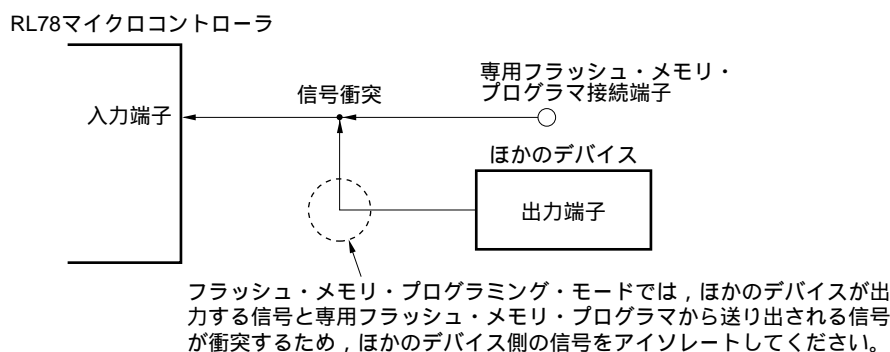 RL78マイクロコントローラ
専用フラッシュ・メモリ・
プログラマ接続端子
信号衝突
入力端子
ほかのデバイス
出力端子
フラッシュ・メモリ・プログラミング・モードでは，ほかのデバイスが出
力する信号と専用フラッシュ・メモリ・プログラマから送り出される信号
が衝突するため，ほかのデバイス側の信号をアイソレートしてください。